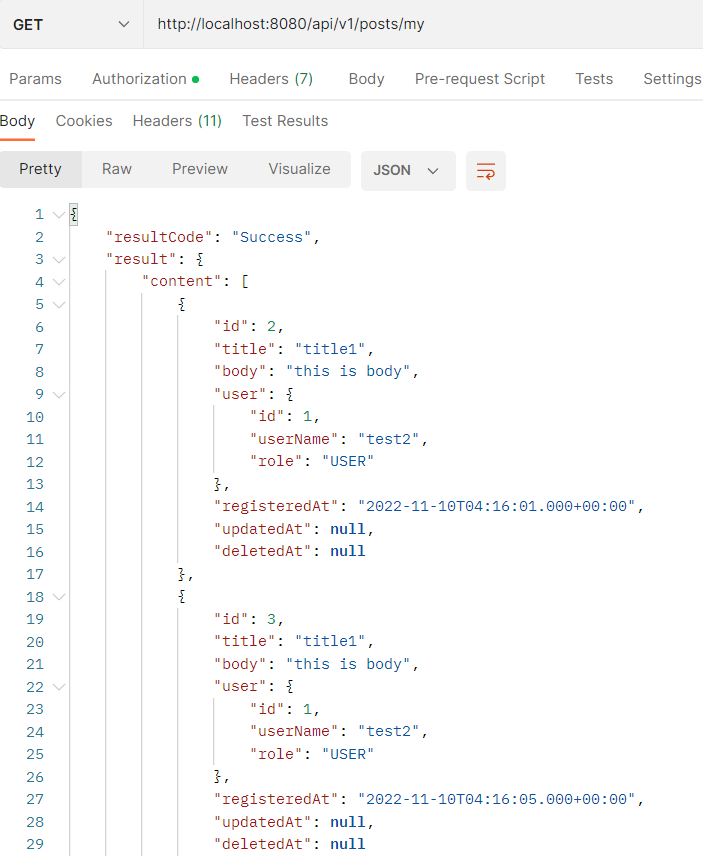 GET http://localhost:8080/api/v1/posts/my
Params Authorization Headers (7) Body Pre-request Script Tests Settings
Body Cookies Headers (11) Test Results
Pretty Raw Preview Visualize JSON
1 {
2 "resultCode": "Success",
3 "result": {
4 "content": [
5 {
6 "id": 2,
7 "title": "title1",
8 "body": "this is body",
9 "user": {
10 "id": 1,
11 "userName": "test2",
12 "role": "USER"
13 },
14 "registeredAt": "2022-11-10T04:16:01.000+00:00",
15 "updatedAt": null,
16 "deletedAt": null
17 },
18 {
19 "id": 3,
20 "title": "title1",
21 "body": "this is body",
22 "user": {
23 "id": 1,
24 "userName": "test2",
25 "role": "USER"
26 },
27 "registeredAt": "2022-11-10T04:16:05.000+00:00",
28 "updatedAt": null,
29 "deletedAt": null